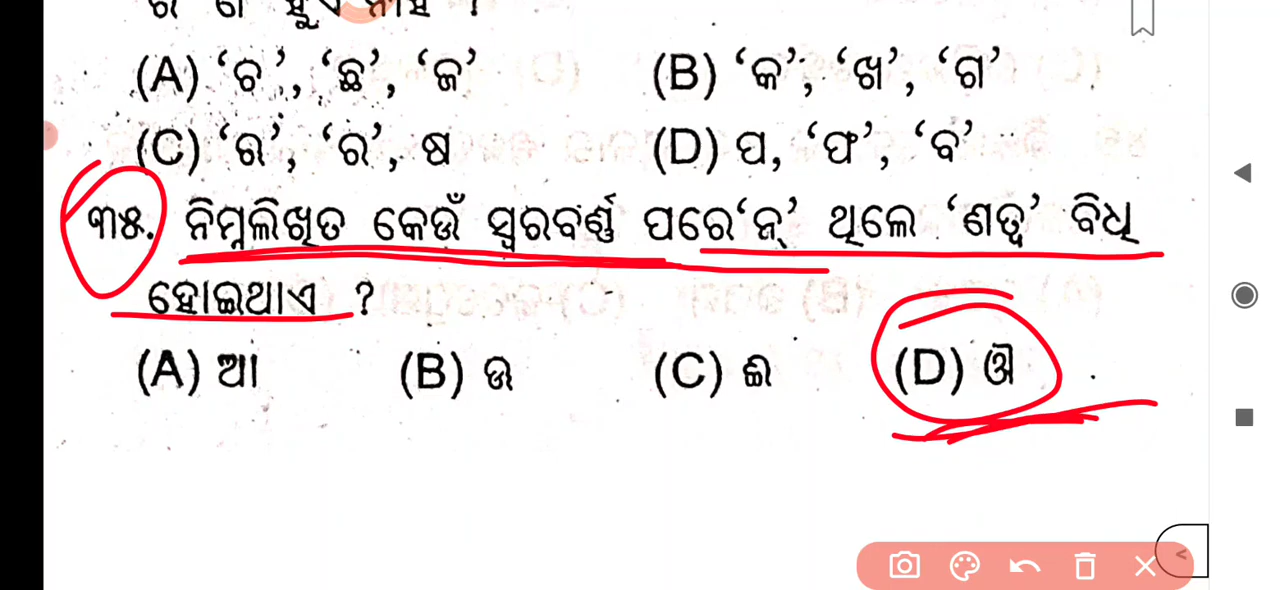 ହୁଏ ନାହିଁ ?
(A) ‘ଚ’, ‘ଛ’, ‘ଜ’ (B) ‘କ’, ‘ଖ’, ‘ଗ’
(C) ‘ର’, ‘ର’, ଷ (D) ପ, ‘ଫ’, ‘ବ’
୩୫. ନିମ୍ନଲିଖିତ କେଉଁ ସ୍ୱରବର୍ଣ୍ଣ ପରେ‘ନ୍’ ଥିଲେ ‘ଣତ୍ୱ’ ବିଧି
ହୋଇଥାଏ ?
(A) ଆ (B) ଊ (C) ଈ (D) ଔ